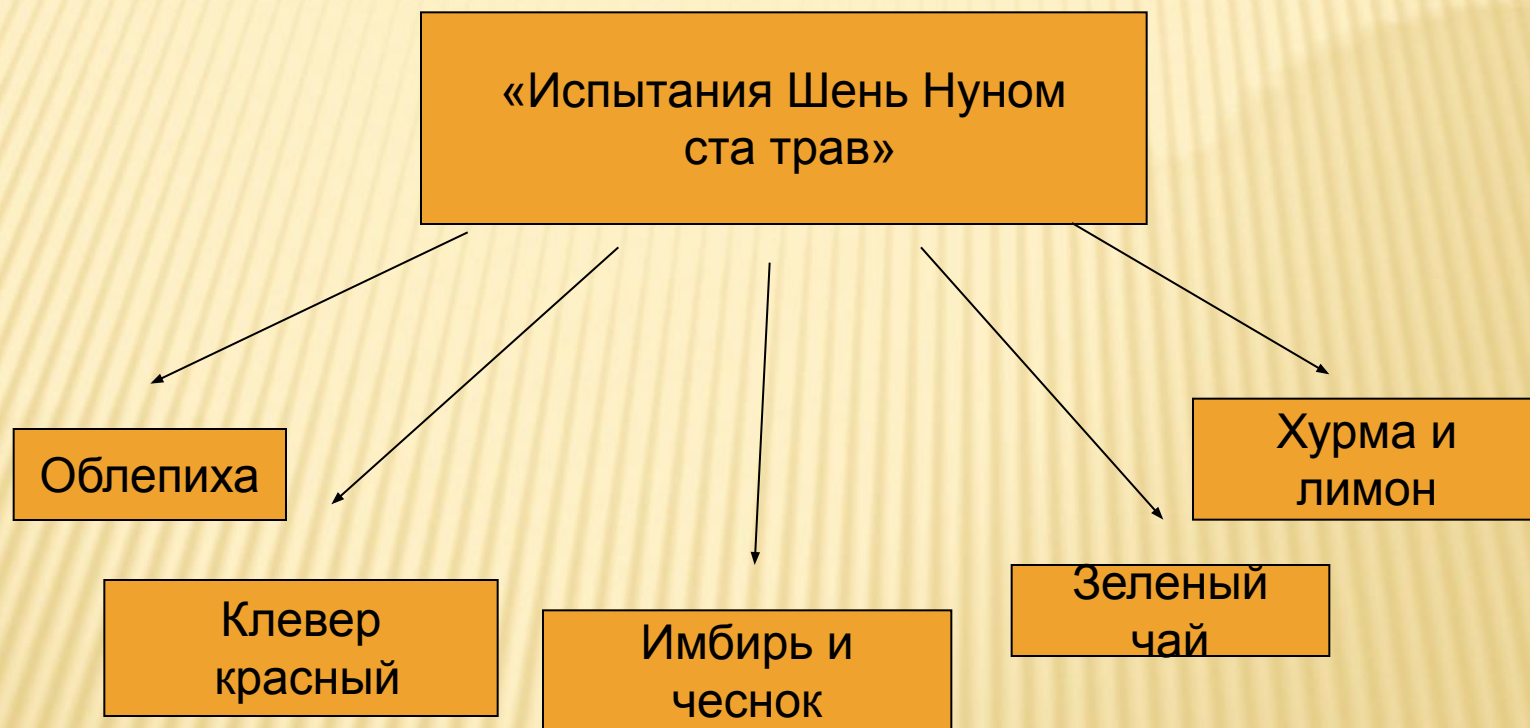 «Испытания Шень Нуном
ста трав»
Облепиха
Клевер
красный
Имбирь и
чеснок
Зеленый
чай
Хурма и
лимон